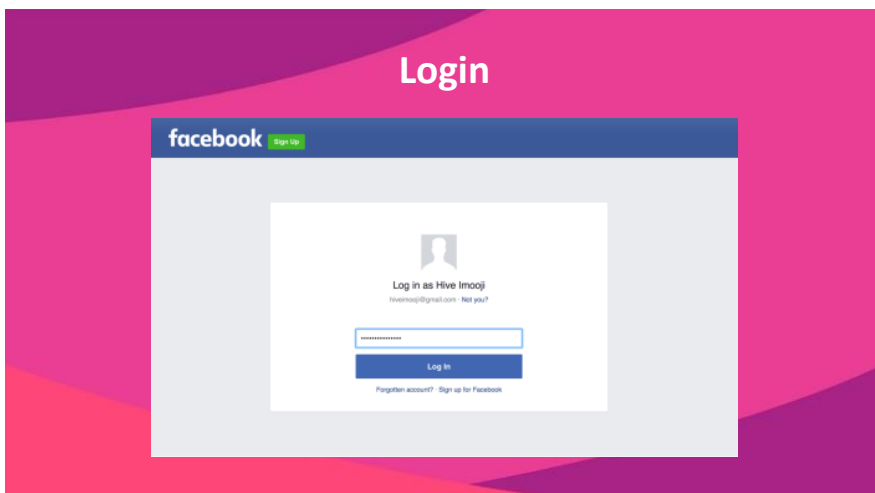 Login
facebook Sign Up
Log in as Hive Imooji
hiveimooji@gmail.com · Not you?
Log In
Forgotten account? · Sign up for Facebook